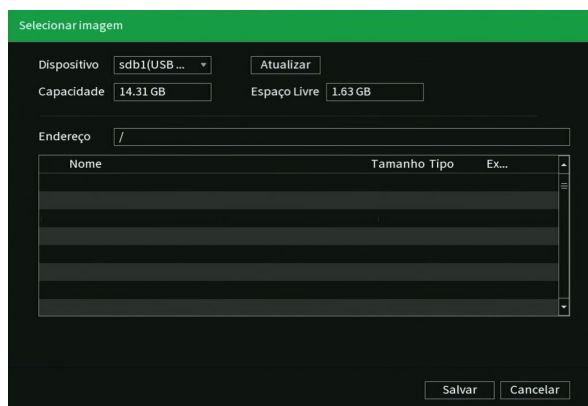 Selecionar imagem
Dispositivo sdb1(USB ... Atualizar
Capacidade 14.31 GB Espaço Livre 1.63 GB
Endereço /
Nome Tamanho Tipo Ex...
Salvar Cancelar